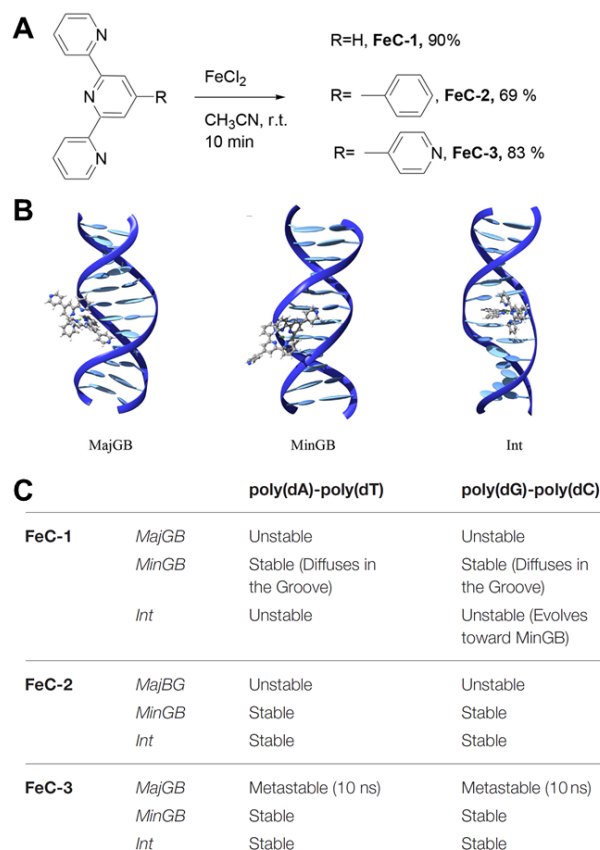 A
N
N
N
R
FeCl2
CH3CN, r.t.
10 min
R=H, FeC-1, 90%
R= , FeC-2, 69 %
R= N, FeC-3, 83 %
B
MajGB
MinGB
Int
C
poly(dA)-poly(dT) poly(dG)-poly(dC)
FeC-1 MajGB Unstable Unstable
MinGB Stable (Diffuses in Stable (Diffuses in
the Groove) the Groove)
Int Unstable Unstable (Evolves
toward MinGB)
FeC-2 MajBG Unstable Unstable
MinGB Stable Stable
Int Stable Stable
FeC-3 MajGB Metastable (10 ns) Metastable (10 ns)
MinGB Stable Stable
Int Stable Stable